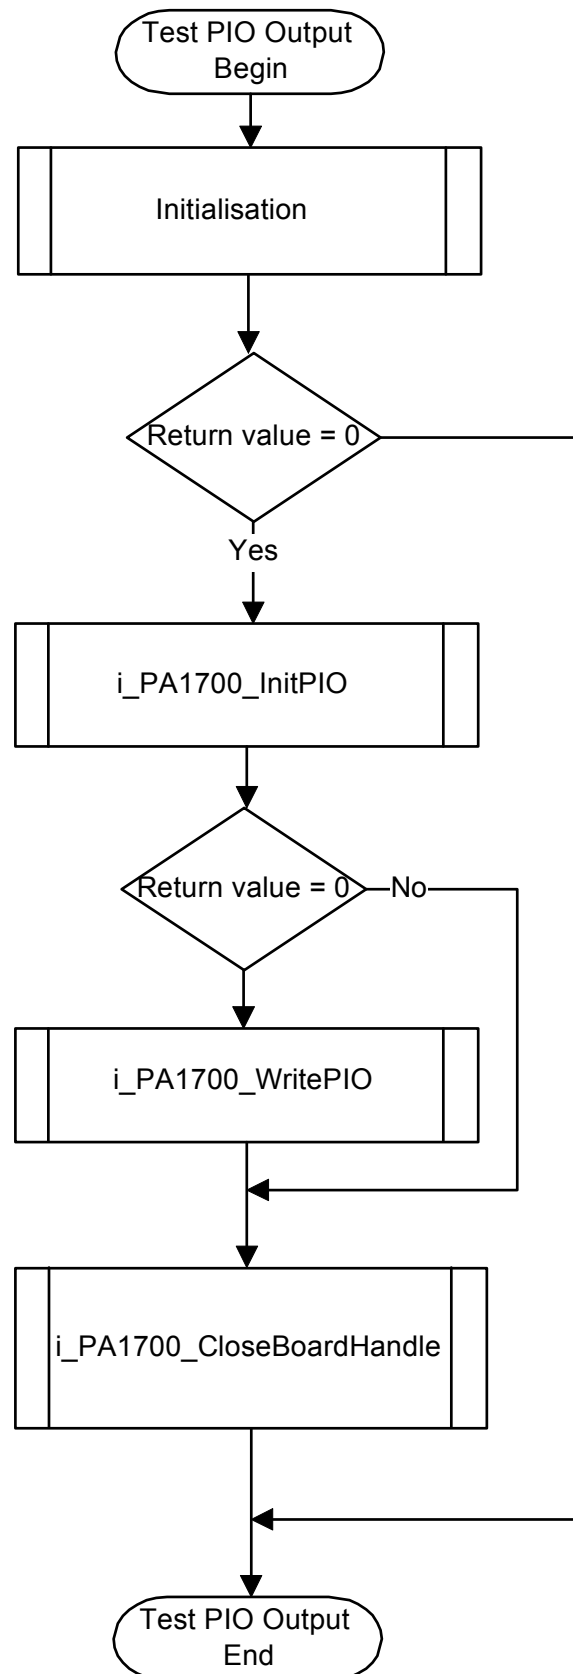 Test PIO Output
Begin
Initialisation
Return value = 0
Yes
i_PA1700_InitPIO
Return value = 0
No
i_PA1700_WritePIO
i_PA1700_CloseBoardHandle
Test PIO Output
End